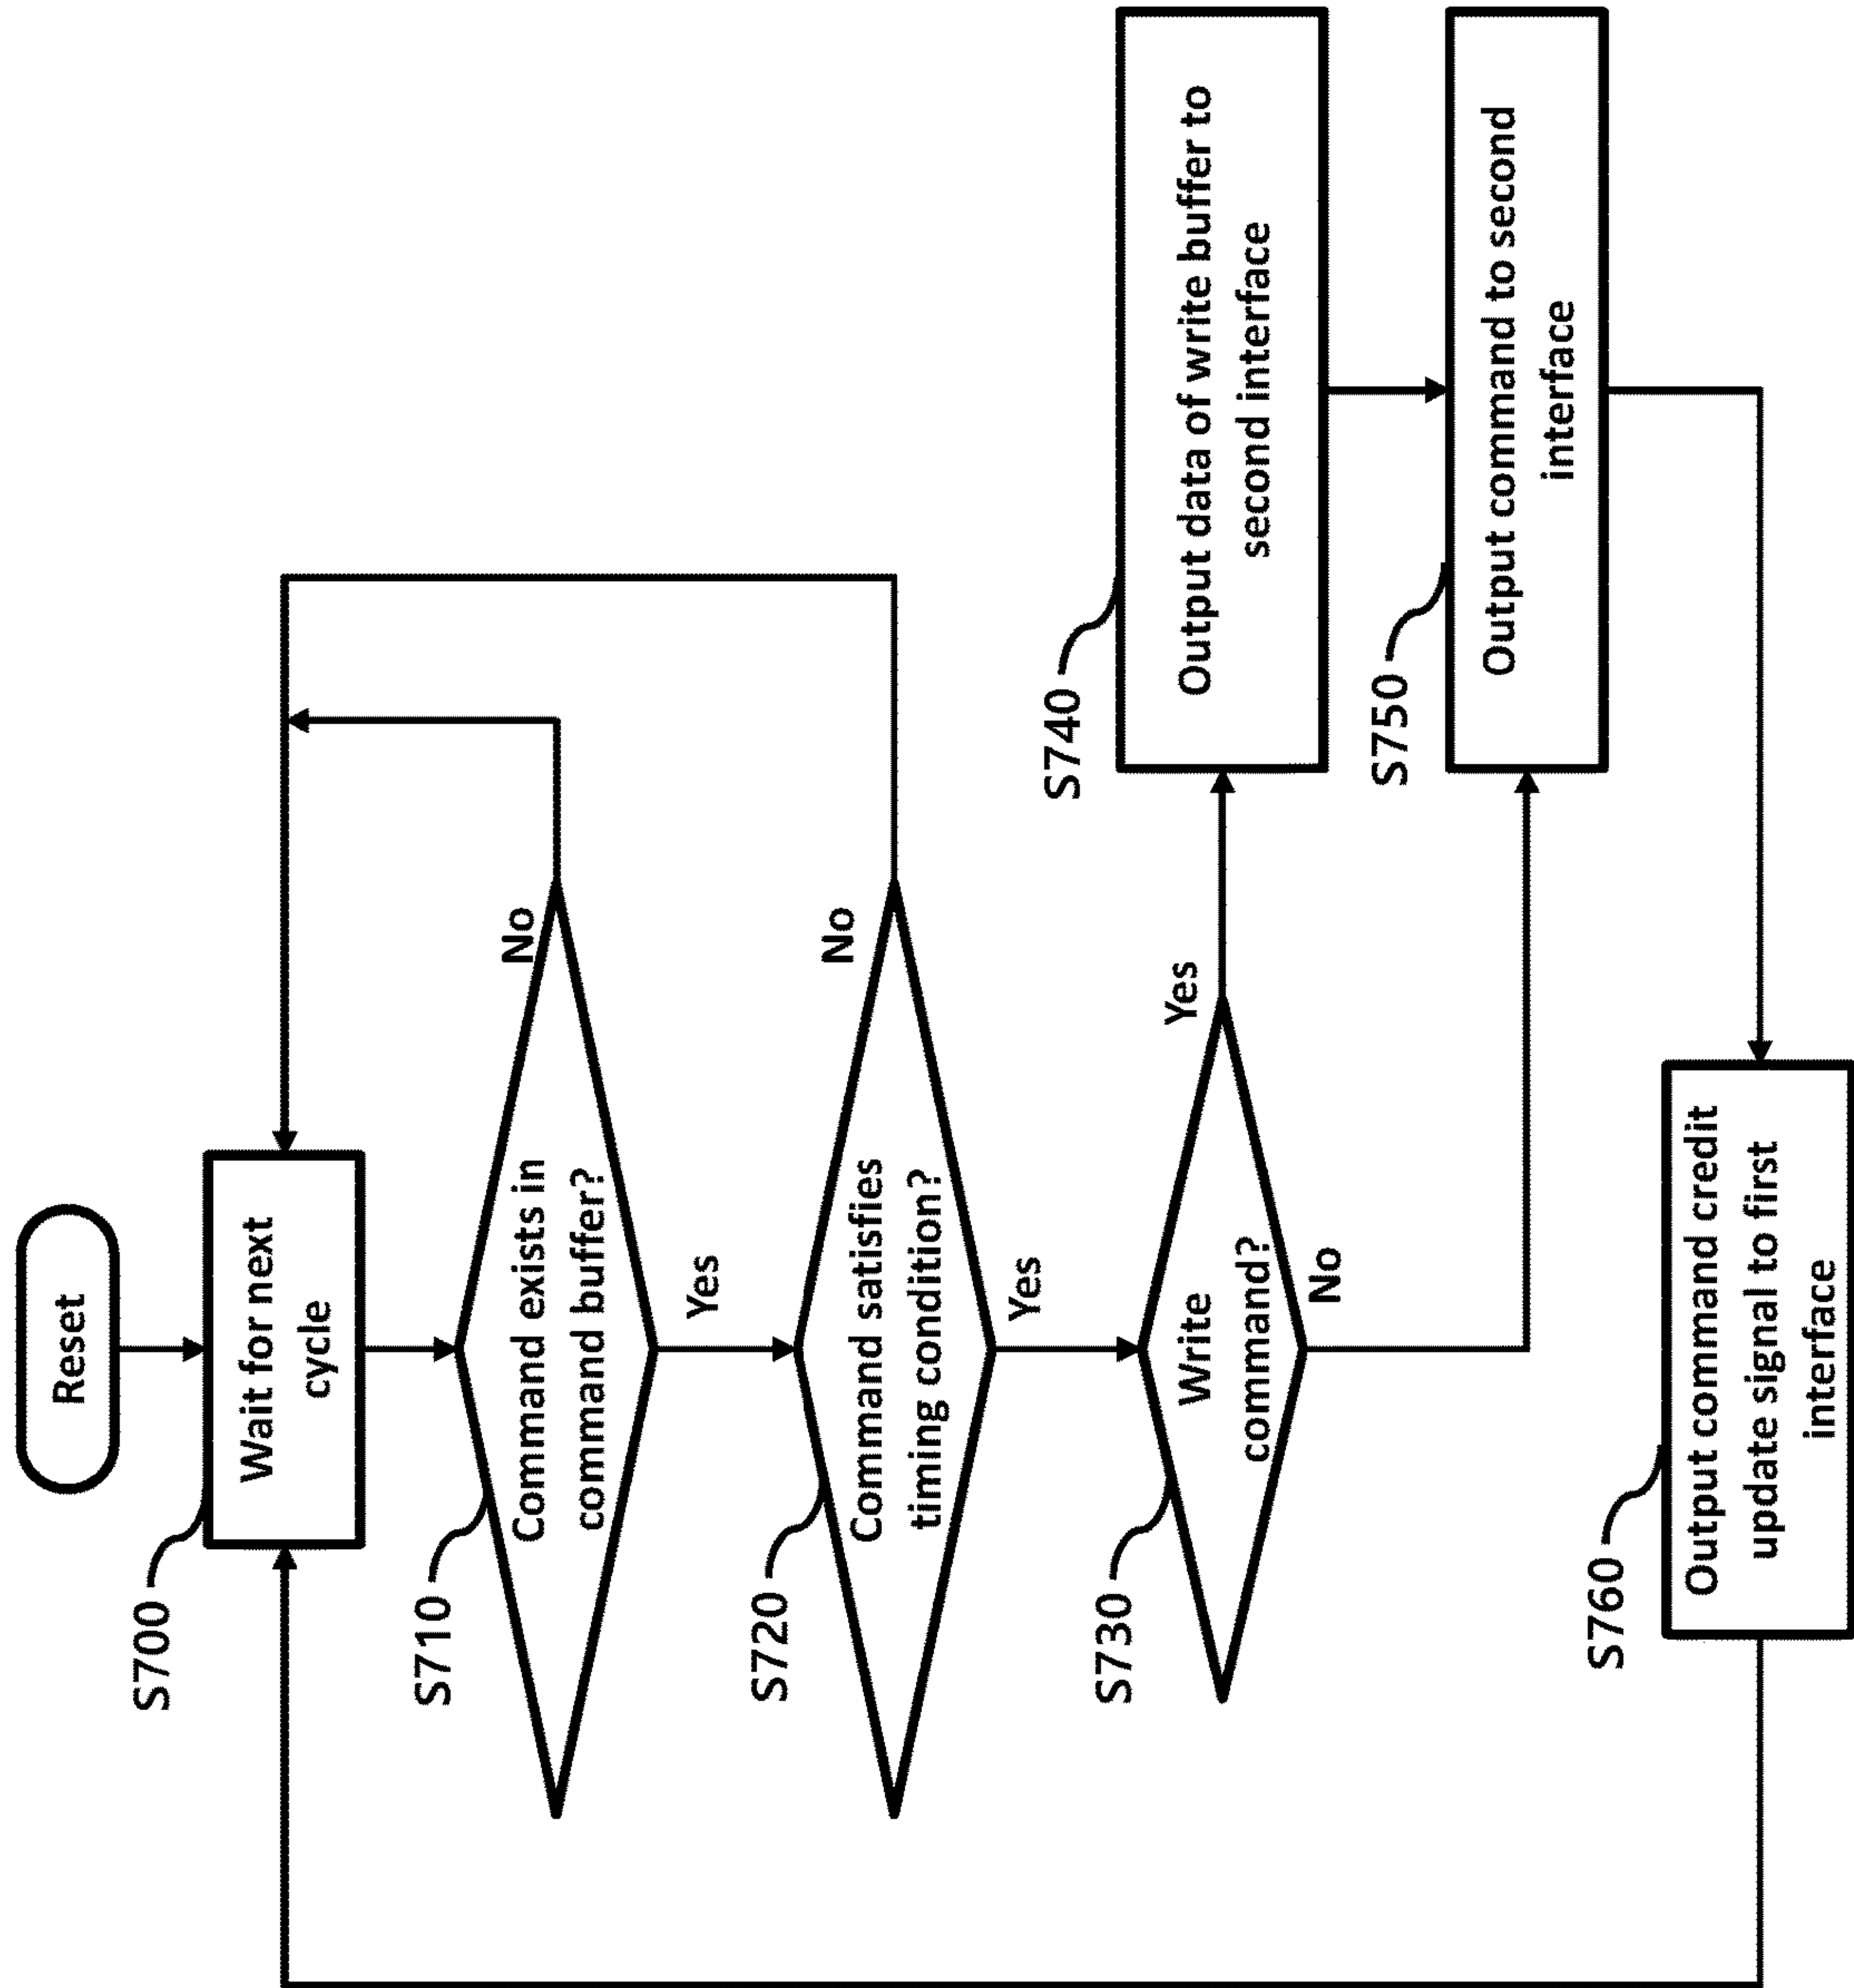 Reset
S700
Wait for next
cycle
S710
Command exists in
command buffer?
No
Yes
S720
Command satisfies
timing condition?
No
Yes
S730
Write
command?
Yes
No
S740
Output data of write buffer to
second interface
S750
Output command to second
interface
S760
Output command credit
update signal to first
interface